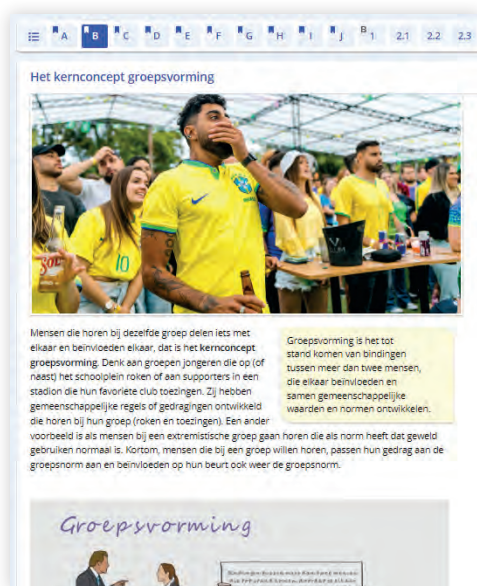 A B C D E F G H I J B 1 2.1 2.2 2.3
Het kernconcept groepsvorming
10
Mensen die horen bij dezelfde groep delen iets met
elkaar en beïnvloeden elkaar, dat is het kernconcept
groepsvorming. Denk aan groepen jongeren die op (of
naast) het schoolplein roken of aan supporters in een
stadion die hun favoriete club toezingen. Zij hebben
gemeenschappelijke regels of gedragingen ontwikkeld
die horen bij hun groep (roken en toezingen). Een ander
voorbeeld is als mensen bij een extremistische groep gaan horen die als norm heeft dat geweld
gebruiken normaal is. Kortom, mensen die bij een groep willen horen, passen hun gedrag aan de
groepsnorm aan en beïnvloeden op hun beurt ook weer de groepsnorm.
Groepsvorming is het tot
stand komen van bindingen
tussen meer dan twee mensen,
die elkaar beïnvloeden en
samen gemeenschappelijke
waarden en normen ontwikkelen.
Groepsvorming